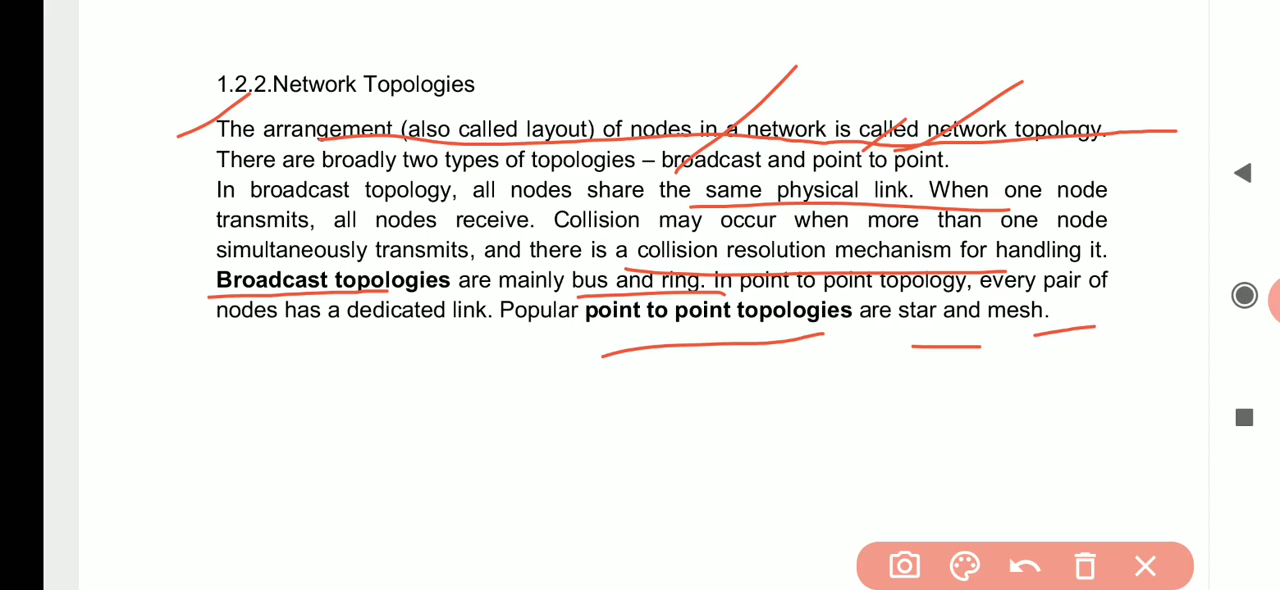 1.2.2.Network Topologies
The arrangement (also called layout) of nodes in a network is called network topology.
There are broadly two types of topologies – broadcast and point to point.
In broadcast topology, all nodes share the same physical link. When one node
transmits, all nodes receive. Collision may occur when more than one node
simultaneously transmits, and there is a collision resolution mechanism for handling it.
Broadcast topologies are mainly bus and ring. In point to point topology, every pair of
nodes has a dedicated link. Popular point to point topologies are star and mesh.